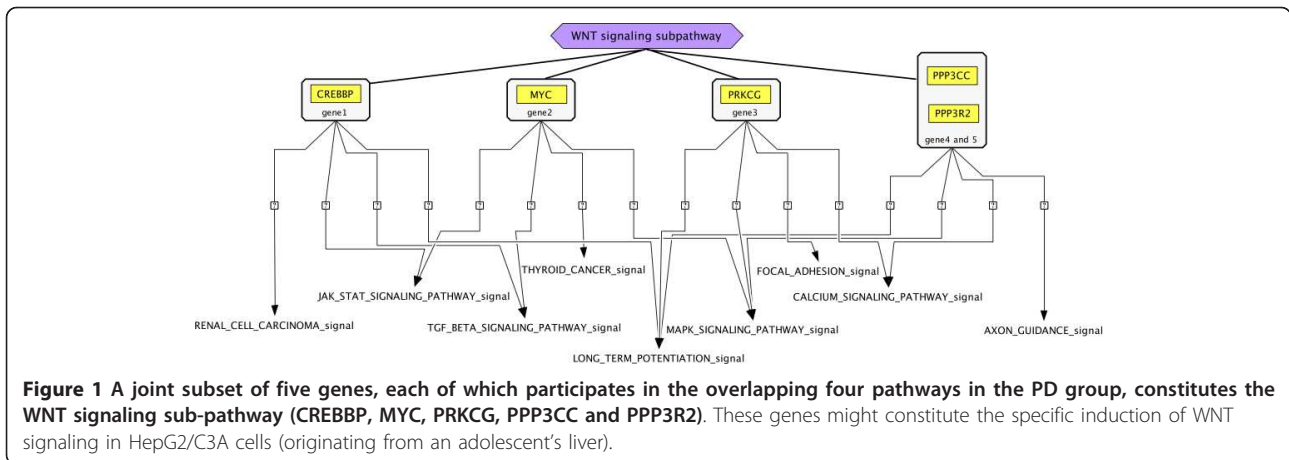 WNT signaling subpathway
CREBBP
gene1
MYC
gene2
PRKCG
gene3
PPP3CC
PPP3R2
gene4 and 5
? ? ? ? ? ? ? ? ? ? ? ? ? ? ? ?
THYROID_CANCER_signal
FOCAL_ADHESION_signal
JAK_STAT_SIGNALING_PATHWAY_signal
CALCIUM_SIGNALING_PATHWAY_signal
RENAL_CELL_CARCINOMA_signal
TGF_BETA_SIGNALING_PATHWAY_signal
MAPK_SIGNALING_PATHWAY_signal
AXON_GUIDANCE_signal
LONG_TERM_POTENTIATION_signal
Figure 1 A joint subset of five genes, each of which participates in the overlapping four pathways in the PD group, constitutes the
WNT signaling sub-pathway (CREBBP, MYC, PRKCG, PPP3CC and PPP3R2). These genes might constitute the specific induction of WNT
signaling in HepG2/C3A cells (originating from an adolescent's liver).